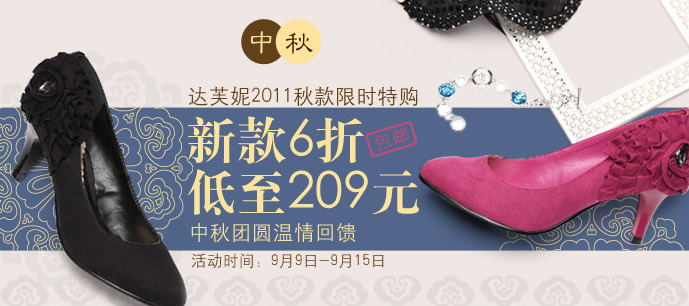 中秋
达芙妮2011秋款限时特购
新款6折 包邮
低至209元
中秋团圆温情回馈
活动时间：9月9日—9月15日